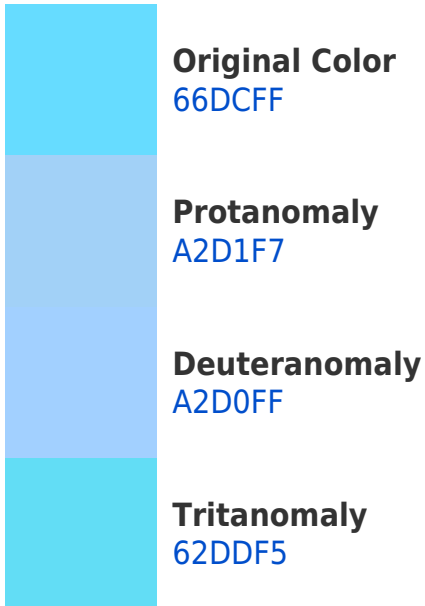 Original Color
66DCFF
Protanomaly
A2D1F7
Deuteranomaly
A2D0FF
Tritanomaly
62DDF5